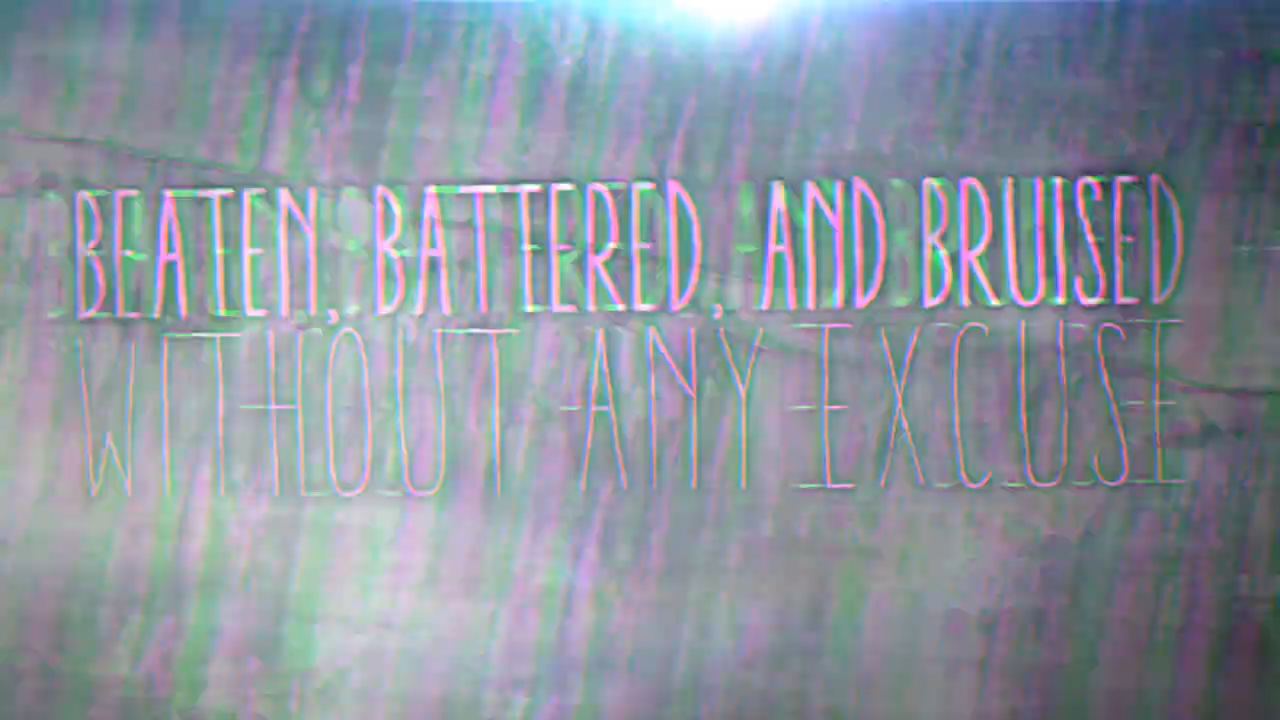 BEATEN, BATTERED, AND BRUISED
WITHOUT ANY EXCUSE